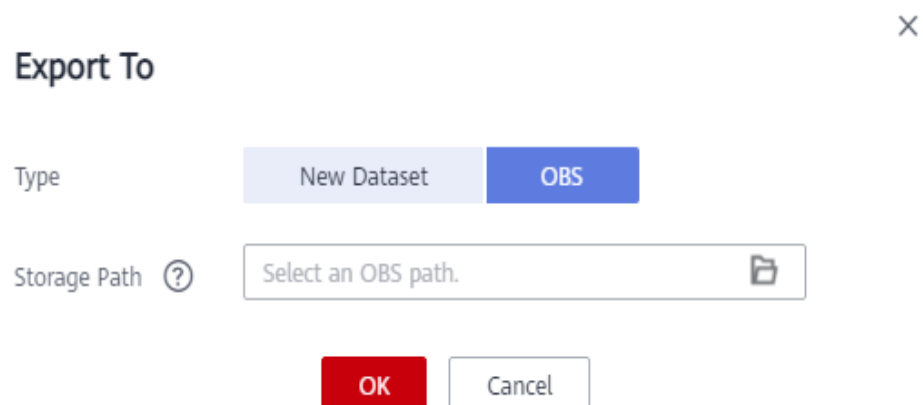 Export To
Type New Dataset OBS
Storage Path ? Select an OBS path.
OK Cancel